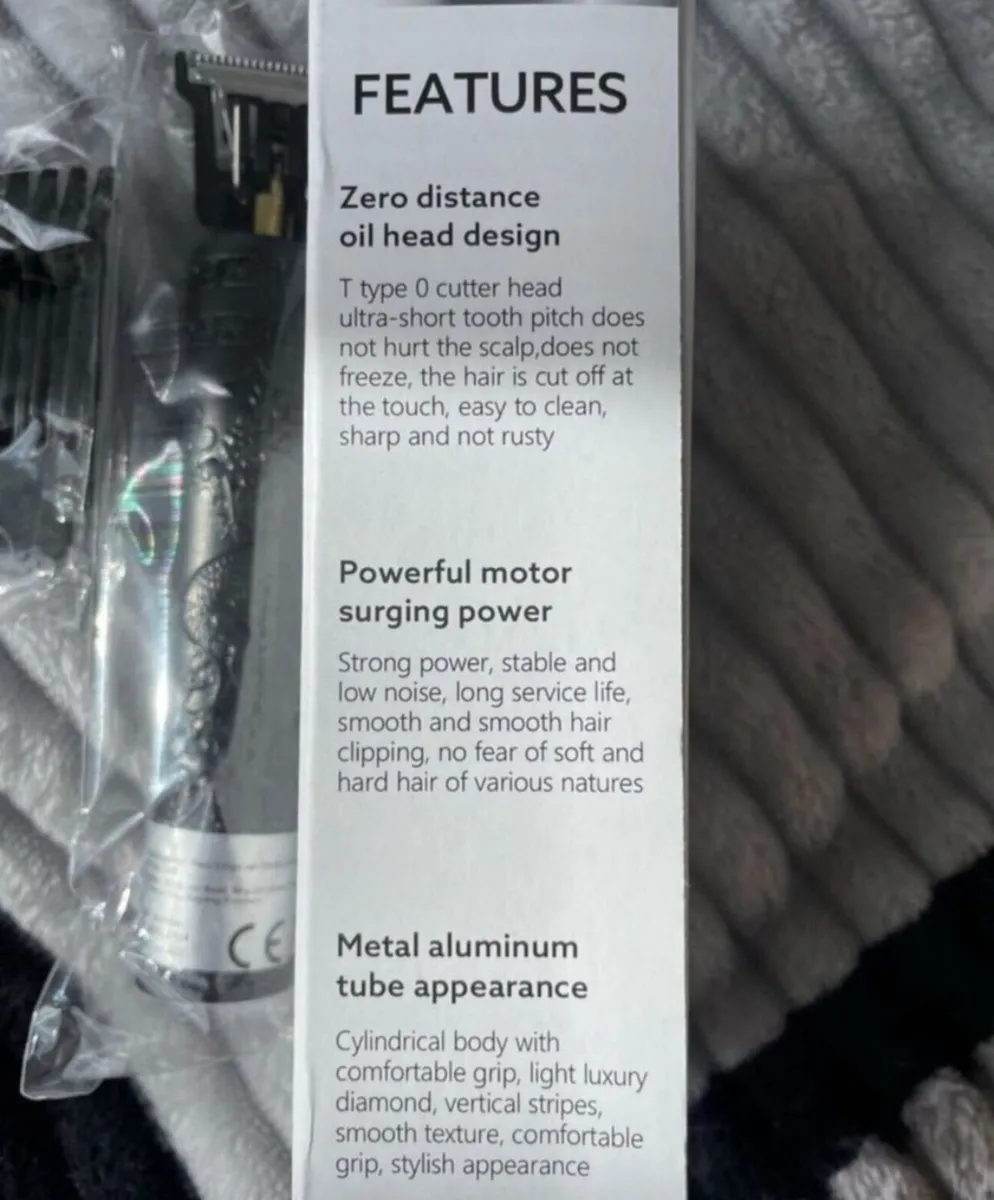 FEATURES
Zero distance
oil head design
T type 0 cutter head
ultra-short tooth pitch does
not hurt the scalp,does not
freeze, the hair is cut off at
the touch, easy to clean,
sharp and not rusty
Powerful motor
surging power
Strong power, stable and
low noise, long service life,
smooth and smooth hair
clipping, no fear of soft and
hard hair of various natures
Metal aluminum
tube appearance
Cylindrical body with
comfortable grip, light luxury
diamond, vertical stripes,
smooth texture, comfortable
grip, stylish appearance
CE